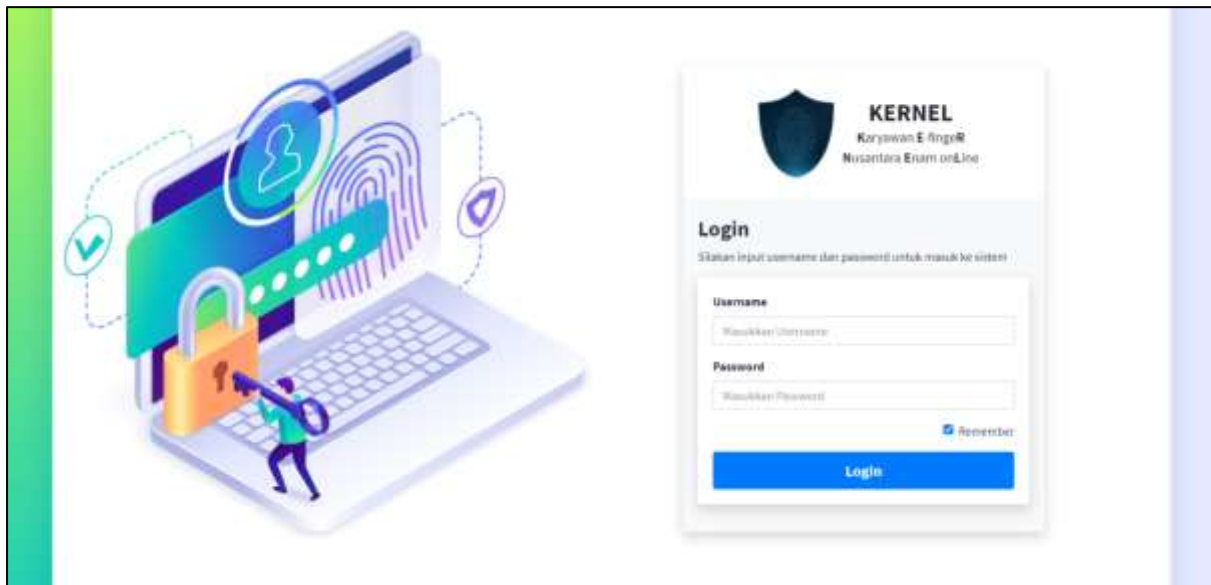 KERNEL
Karyawan E-fingeR
Nusantara Enam onLine
Login
Silakan input username dan password untuk masuk ke sistem
Username
Masukkan Username
Password
Masukkan Password
Remember
Login